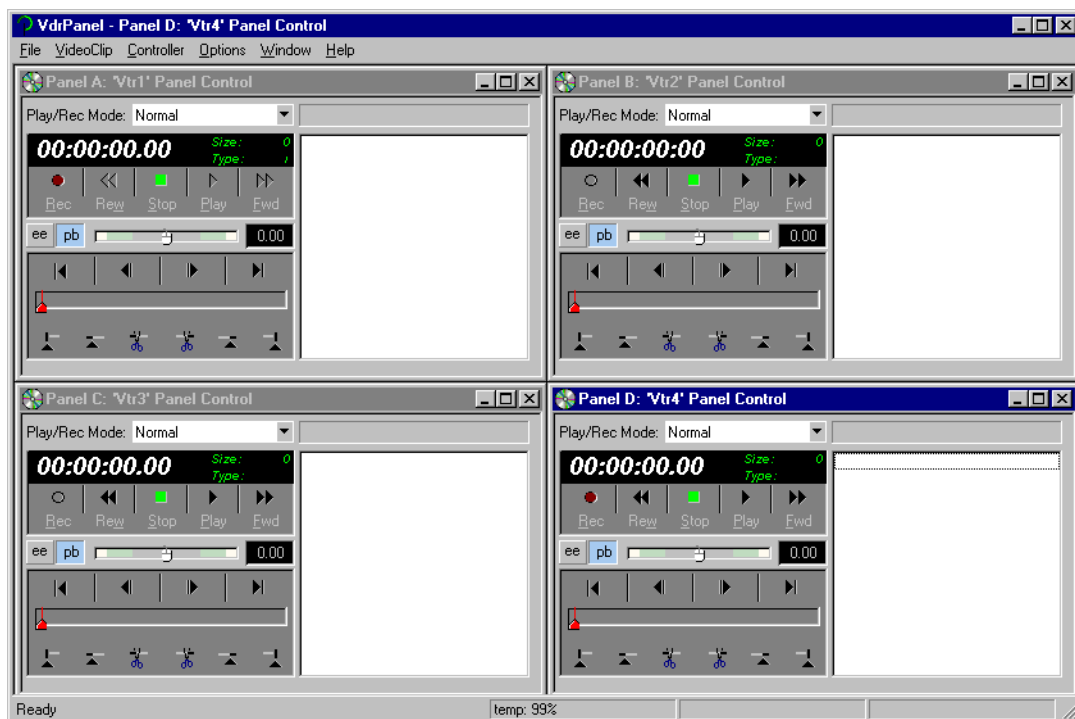 VdrPanel - Panel D: 'Vtr4' Panel Control
File VideoClip Controller Options Window Help
Panel A: 'Vtr1' Panel Control
Play/Rec Mode: Normal
00:00:00.00 Size: 0
Type: I
Rec Rew Stop Play Fwd
ee pb 0.00
Panel B: 'Vtr2' Panel Control
Play/Rec Mode: Normal
00:00:00:00 Size: 0
Type:
Rec Rew Stop Play Fwd
ee pb 0.00
Panel C: 'Vtr3' Panel Control
Play/Rec Mode: Normal
00:00:00.00 Size: 0
Type:
Rec Rew Stop Play Fwd
ee pb 0.00
Panel D: 'Vtr4' Panel Control
Play/Rec Mode: Normal
00:00:00.00 Size: 0
Type:
Rec Rew Stop Play Fwd
ee pb 0.00
Ready temp: 99%